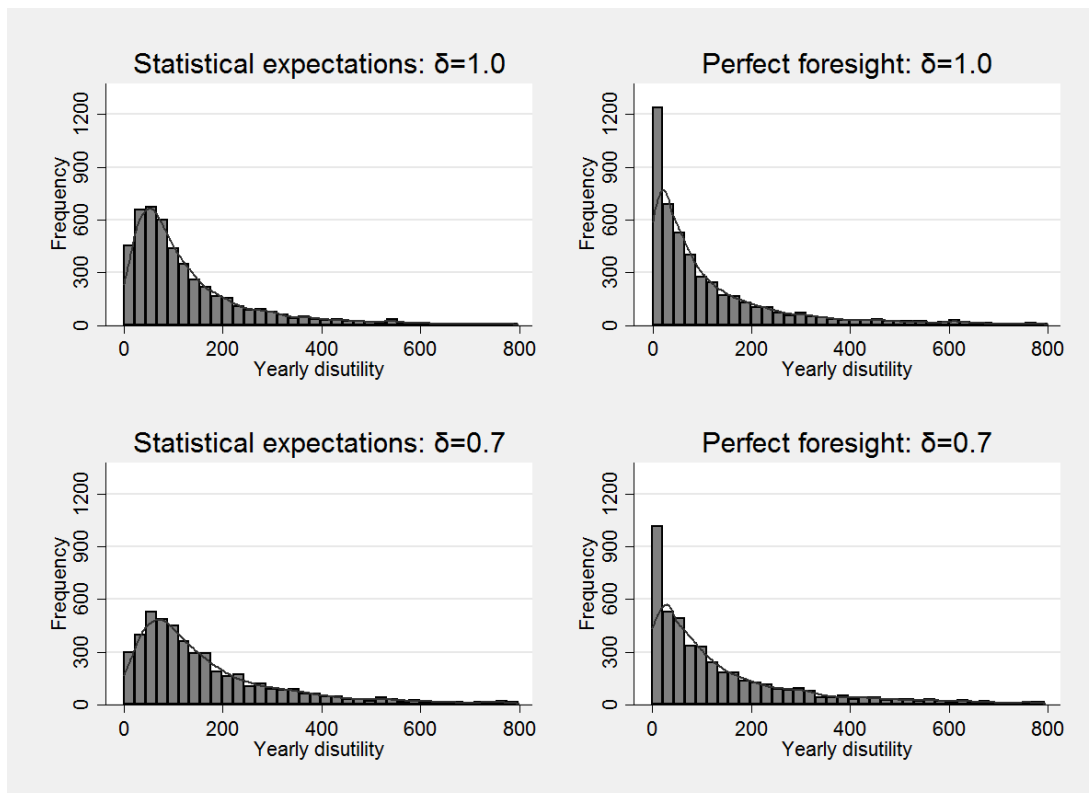 Statistical expectations: δ=1.0
Frequency
1200
900
600
300
0
0 200 400 600 800
Yearly disutility
Perfect foresight: δ=1.0
Frequency
1200
900
600
300
0
0 200 400 600 800
Yearly disutility
Statistical expectations: δ=0.7
Frequency
1200
900
600
300
0
0 200 400 600 800
Yearly disutility
Perfect foresight: δ=0.7
Frequency
1200
900
600
300
0
0 200 400 600 800
Yearly disutility